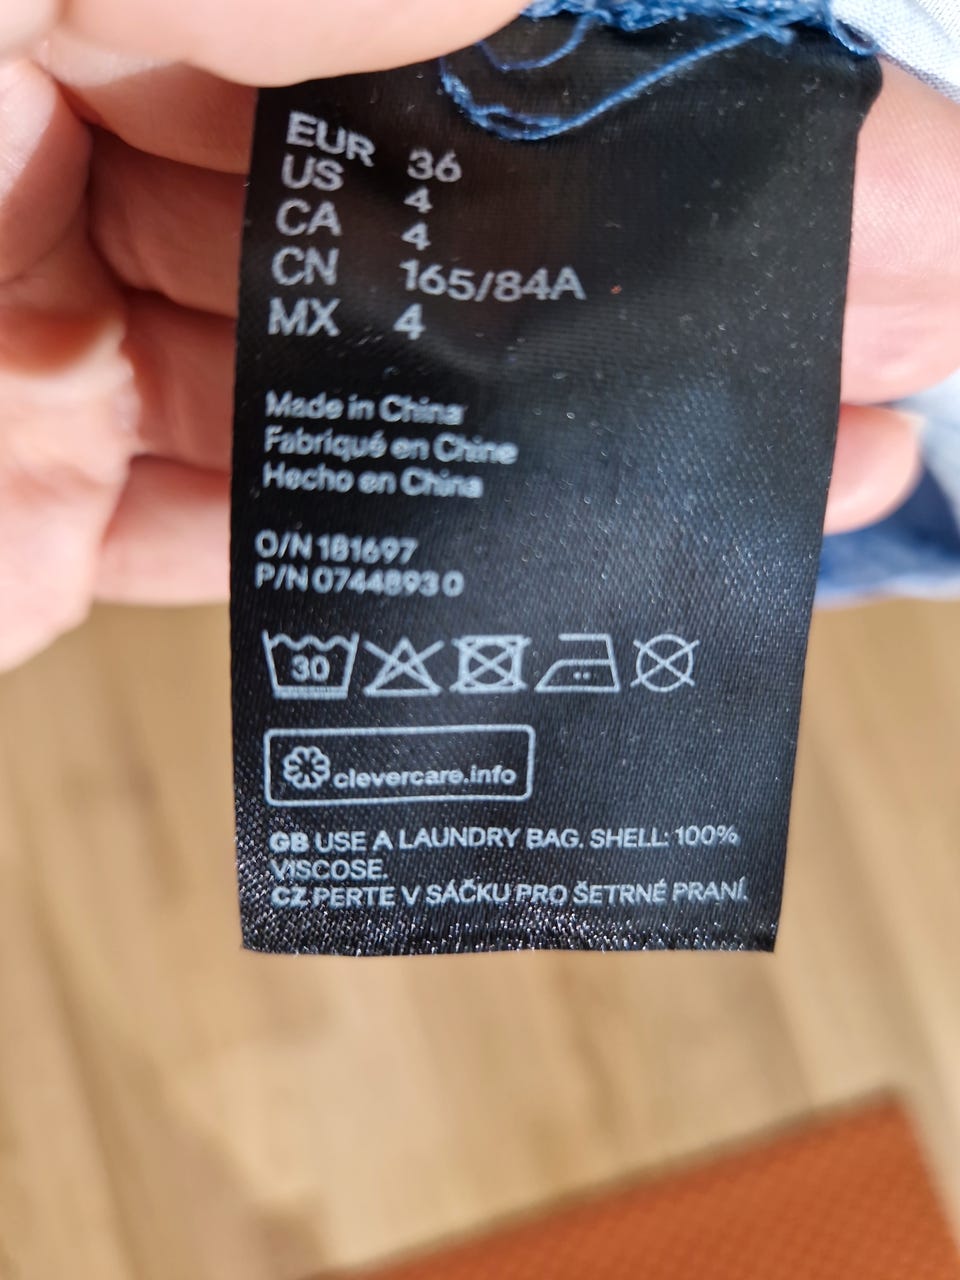 EUR 36
US 4
CA 4
CN 165/84A
MX 4
Made in China
Fabriqué en Chine
Hecho en China
O/N 181697
P/N 07448930
30
clevercare.info
GB USE A LAUNDRY BAG. SHELL: 100%
VISCOSE.
CZ PERTE V SÁČKU PRO ŠETRNÉ PRANÍ.